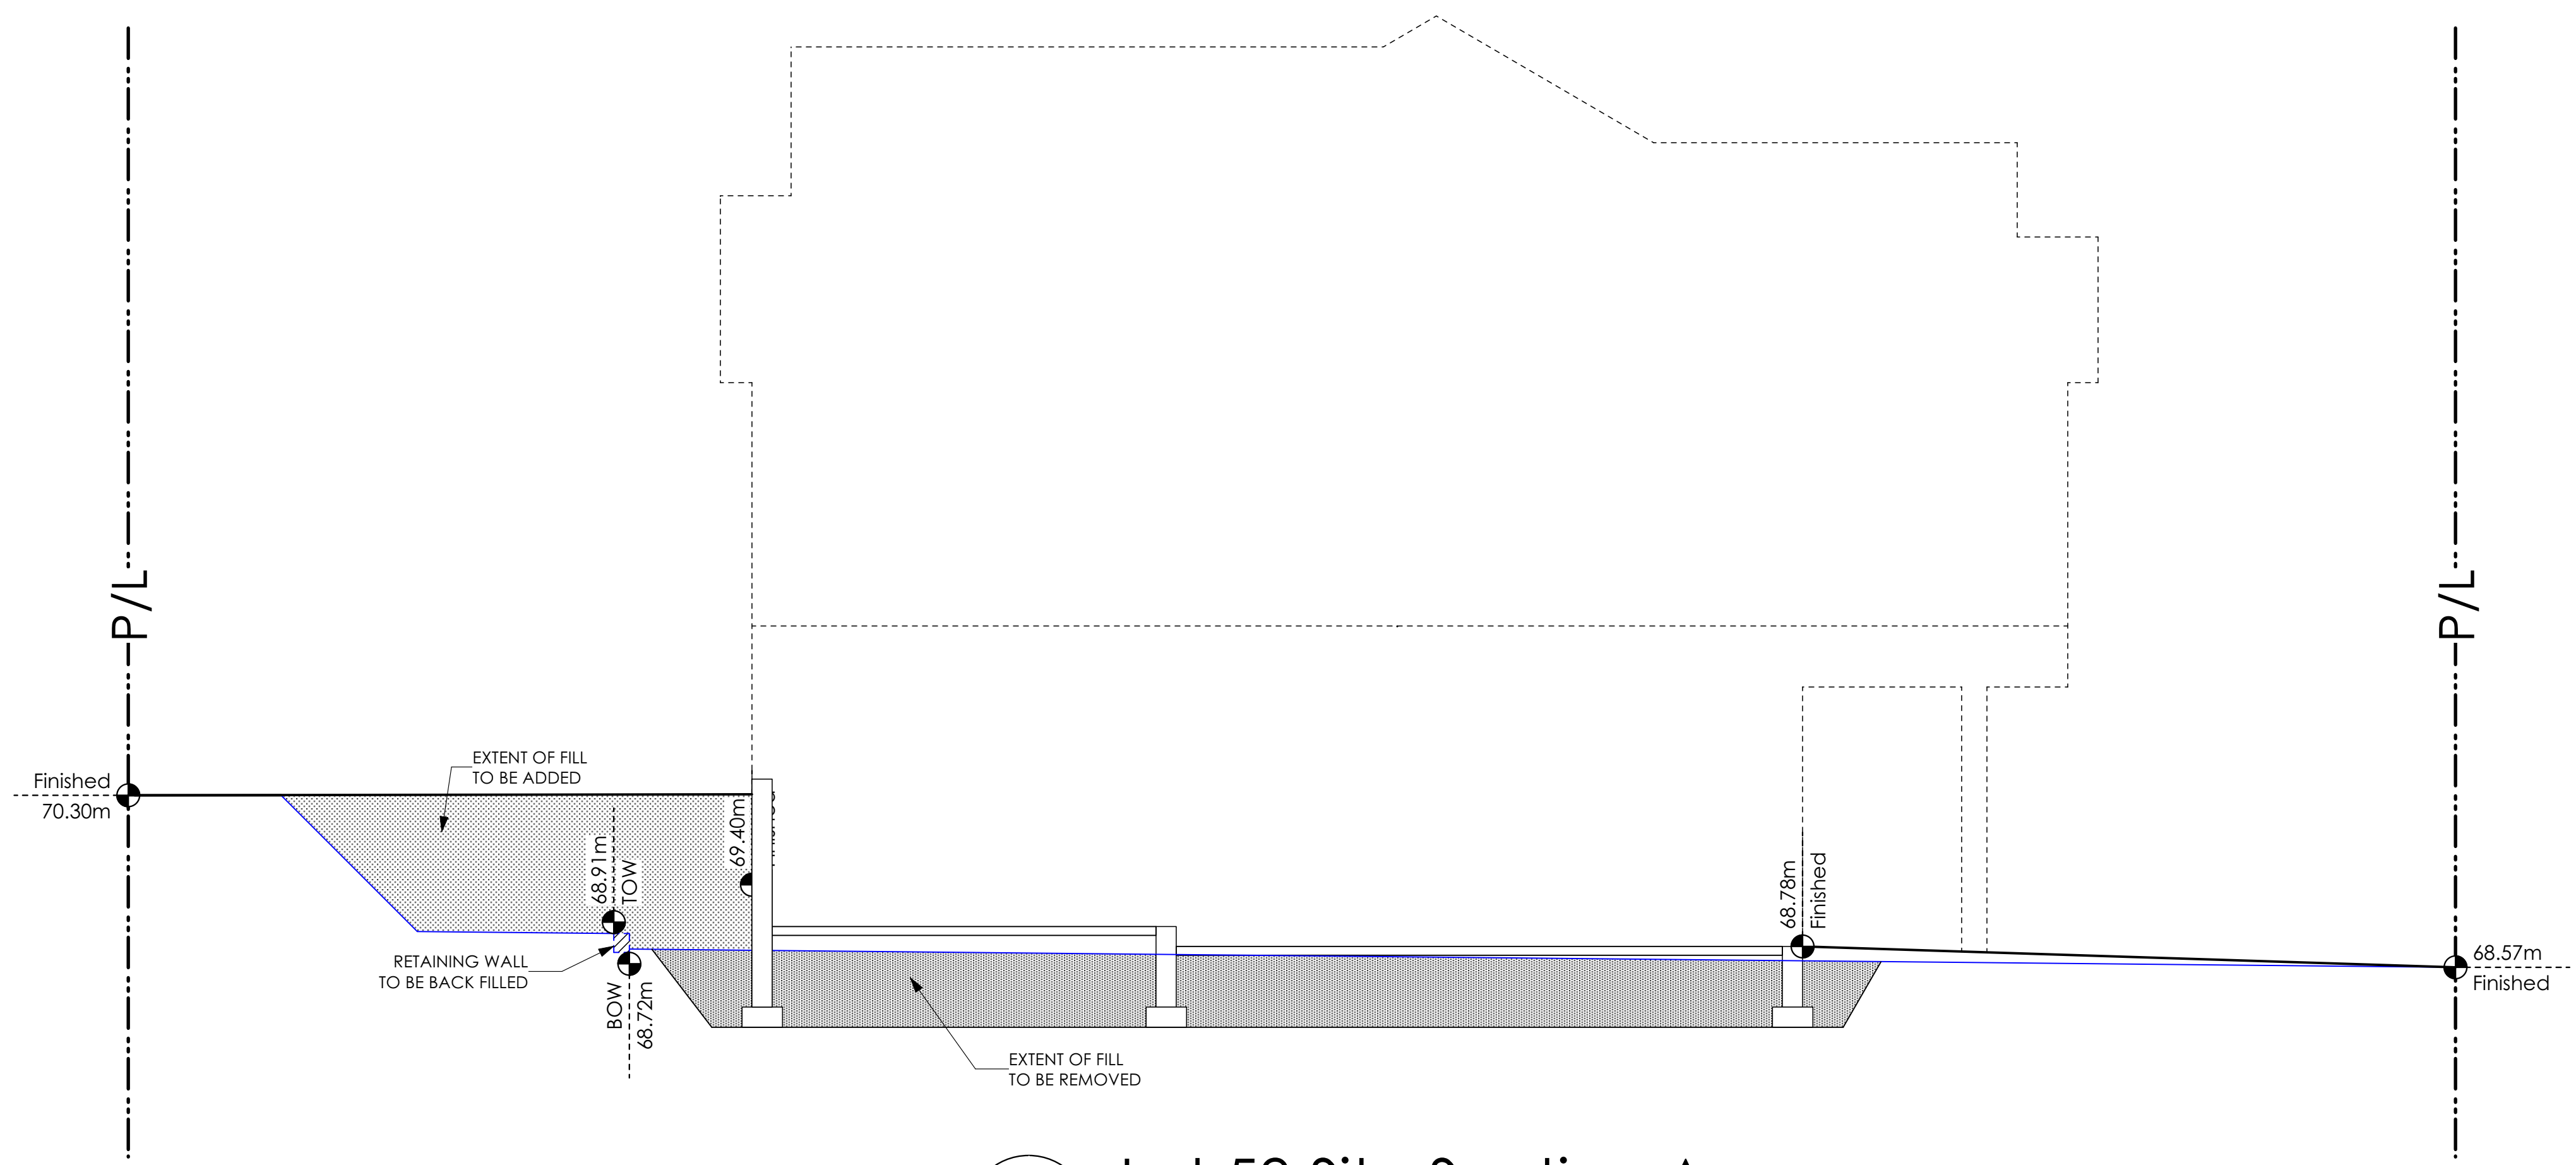 P/L
P/L
EXTENT OF FILL
TO BE ADDED
Finished
70.30m
69.40m
68.91m
TOW
68.78m
Finished
RETAINING WALL
TO BE BACK FILLED
68.57m
Finished
BOW
68.72m
EXTENT OF FILL
TO BE REMOVED